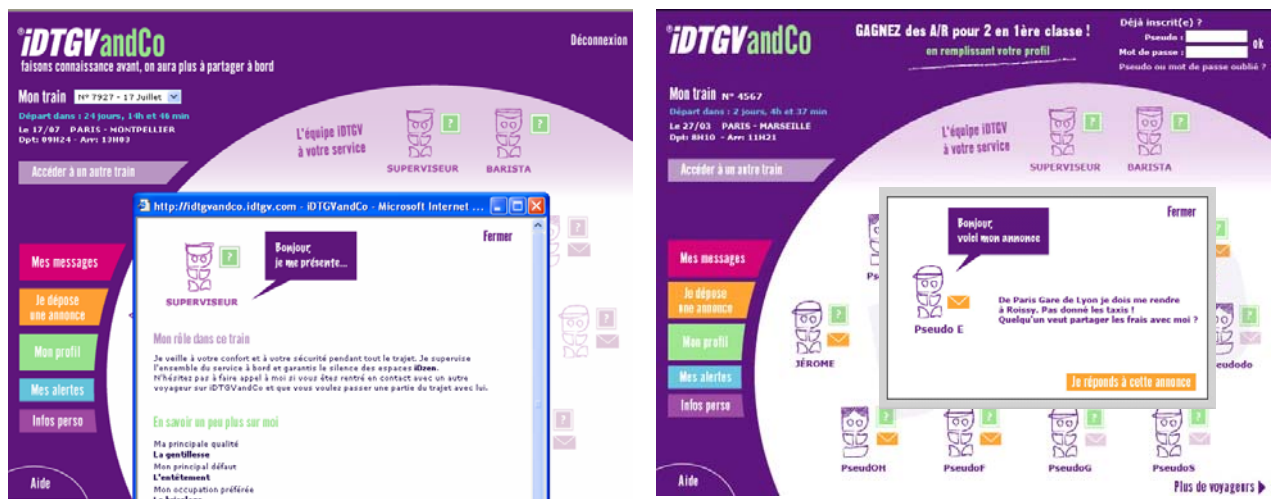 iDTGVandCo
faisons connaissance avant, on aura plus à partager à bord
Déconnexion
Mon train N° 7927 - 17 Juillet
Départ dans : 24 jours, 14h et 46 min
Le 17/07 PARIS - MONTPELLIER
Dpt: 09H24 - Arr: 13H03
Accéder à un autre train
L'équipe iDTGV
à votre service
?
?
SUPERVISEUR
BARISTA
http://idtgvandco.idtgv.com - iDTGVandCo - Microsoft Internet ...
Fermer
Bonjour,
je me présente...
?
SUPERVISEUR
Mon rôle dans ce train
Je veille à votre confort et à votre sécurité pendant tout le trajet. Je supervise
l'ensemble du service à bord et garantis le silence des espaces iDzen.
N'hésitez pas à faire appel à moi si vous êtes rentré en contact avec un autre
voyageur sur iDTGVandCo et que vous voulez passer une partie du trajet avec lui.
En savoir un peu plus sur moi
Ma principale qualité
La gentillesse
Mon principal défaut
L'entêtement
Mon occupation préférée
Mes messages
Je dépose
une annonce
Mon profil
Mes alertes
Infos perso
Aide
?
?
?
iDTGVandCo
GAGNEZ des A/R pour 2 en 1ère classe !
en remplissant votre profil
Déjà inscrit(e) ?
Pseudo :
Mot de passe :
ok
Pseudo ou mot de passe oublié ?
Mon train N° 4567
Départ dans : 2 jours, 4h et 37 min
Le 27/03 PARIS - MARSEILLE
Dpt: 8H10 - Arr: 11H21
Accéder à un autre train
L'équipe iDTGV
à votre service
?
?
SUPERVISEUR
BARISTA
Fermer
Bonjour,
voici mon annonce
Pseudo E
De Paris Gare de Lyon je dois me rendre
à Roissy. Pas donné les taxis !
Quelqu'un veut partager les frais avec moi ?
Je réponds à cette annonce
Mes messages
Je dépose
une annonce
Mon profil
Mes alertes
Infos perso
Aide
?
JÉROME
?
?
?
?
PseudOH
PseudoF
PseudoG
PseudoS
Plus de voyageurs